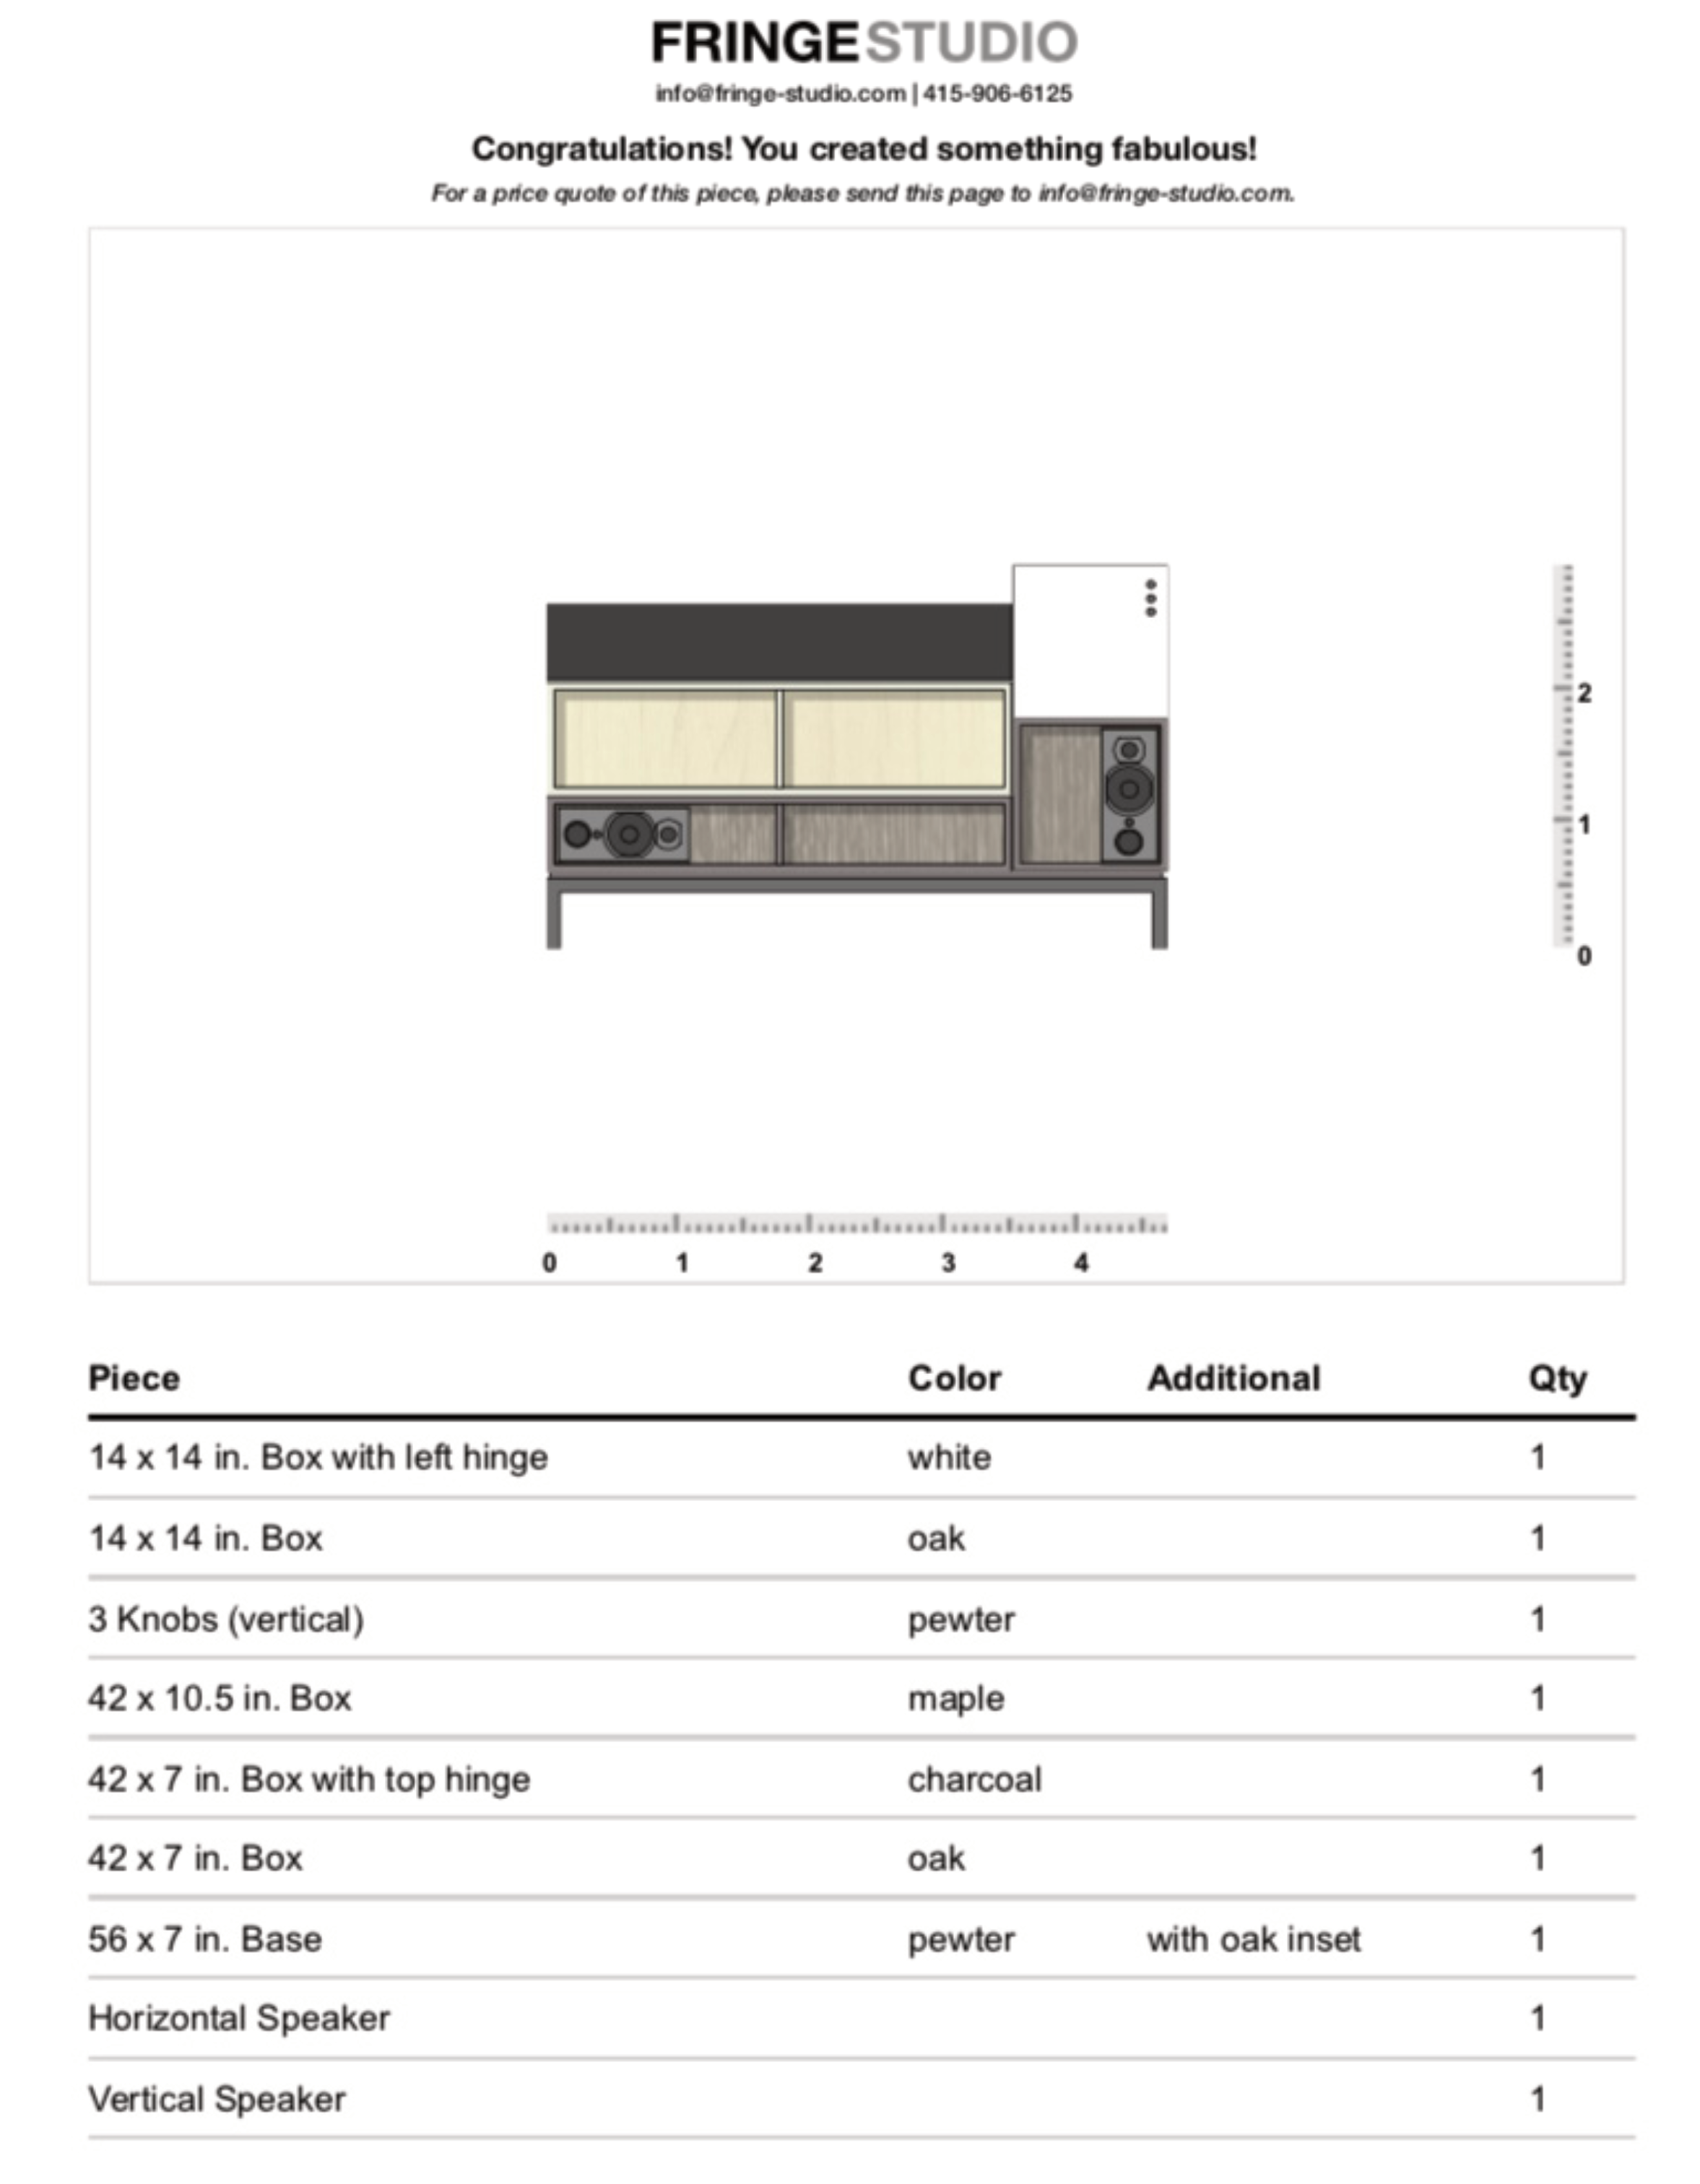 FRINGESTUDIO
info@fringe-studio.com | 415-906-6125
Congratulations! You created something fabulous!
For a price quote of this piece, please send this page to info@fringe-studio.com.
2
1
0
0 1 2 3 4
Piece Color Additional Qty
14 x 14 in. Box with left hinge white 1
14 x 14 in. Box oak 1
3 Knobs (vertical) pewter 1
42 x 10.5 in. Box maple 1
42 x 7 in. Box with top hinge charcoal 1
42 x 7 in. Box oak 1
56 x 7 in. Base pewter with oak inset 1
Horizontal Speaker 1
Vertical Speaker 1